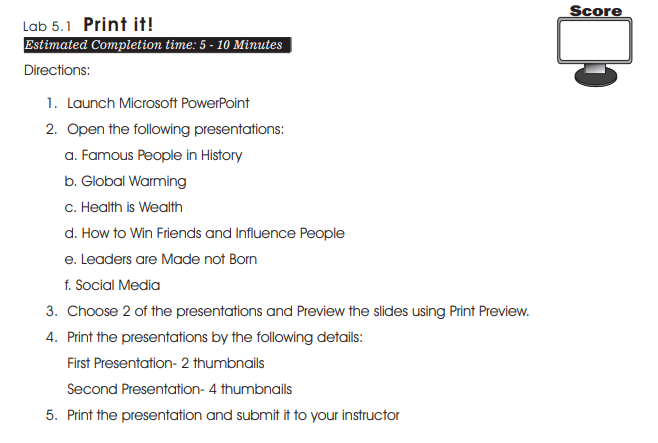 Score
Lab 5.1 Print it!
Estimated Completion time: 5 - 10 Minutes
Directions:
1. Launch Microsoft PowerPoint
2. Open the following presentations:
a. Famous People in History
b. Global Warming
c. Health is Wealth
d. How to Win Friends and Influence People
e. Leaders are Made not Born
f. Social Media
3. Choose 2 of the presentations and Preview the slides using Print Preview.
4. Print the presentations by the following details:
First Presentation- 2 thumbnails
Second Presentation- 4 thumbnails
5. Print the presentation and submit it to your instructor